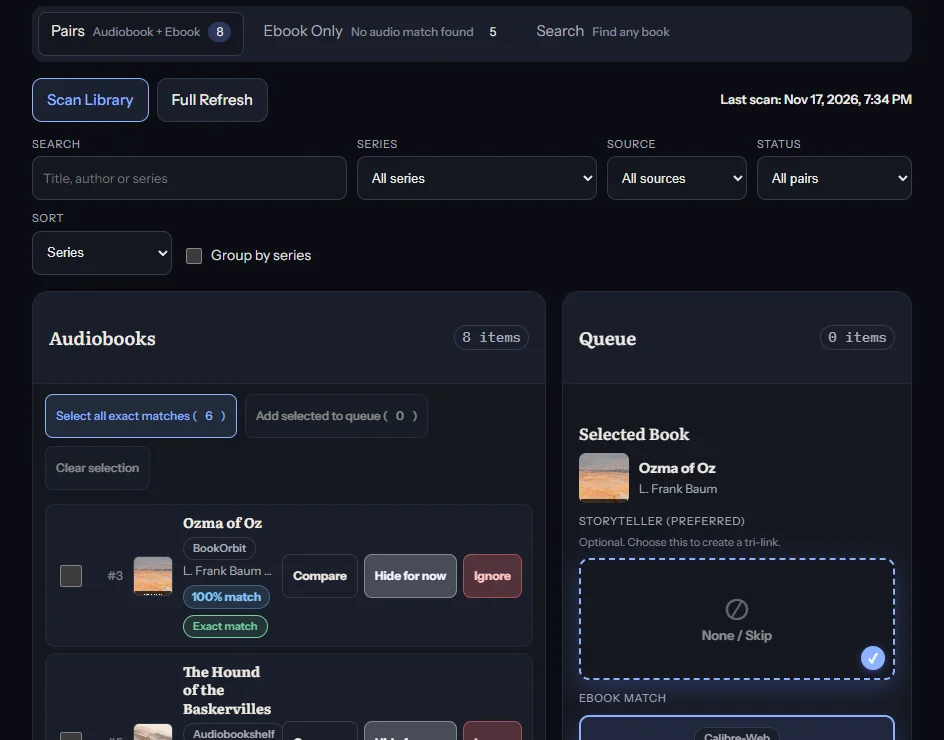 Pairs Audiobook + Ebook 8 Ebook Only No audio match found 5 Search Find any book
Scan Library Full Refresh Last scan: Nov 17, 2026, 7:34 PM
SEARCH SERIES SOURCE STATUS
Title, author or series All series All sources All pairs
SORT
Series Group by series
Audiobooks 8 items
Select all exact matches ( 6 ) Add selected to queue ( 0 )
Clear selection
Ozma of Oz
BookOrbit
#3 L. Frank Baum ... Compare Hide for now Ignore
100% match
Exact match
The Hound
of the
Baskervilles
Audiobookshelf
Queue 0 items
Selected Book
Ozma of Oz
L. Frank Baum
STORYTELLER (PREFERRED)
Optional. Choose this to create a tri-link.
None / Skip
EBOOK MATCH
Calibre-Web